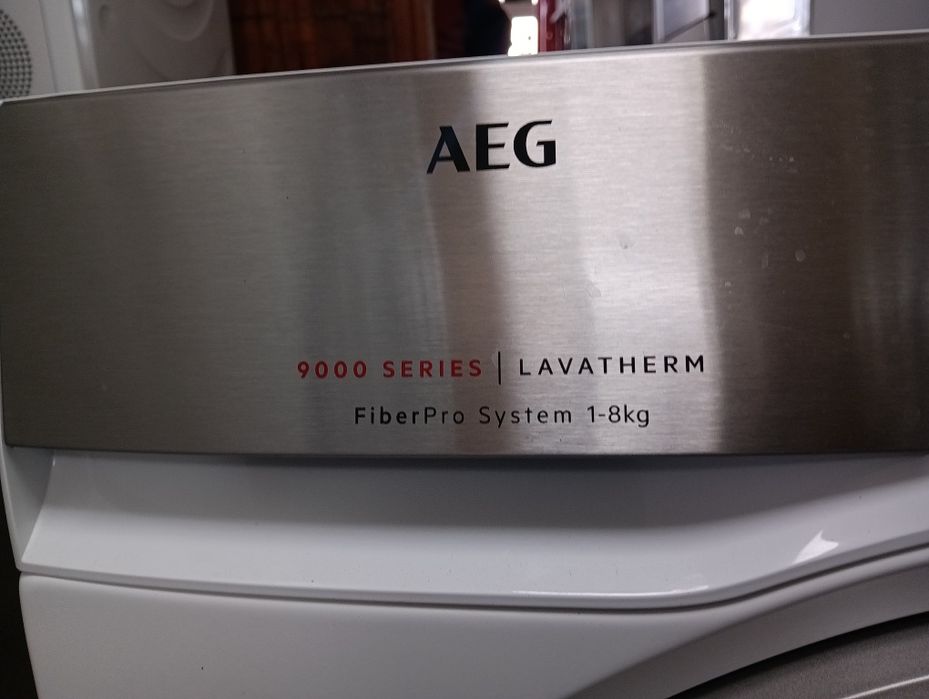 AEG
9000 SERIES | LAVATHERM
FiberPro System 1-8kg